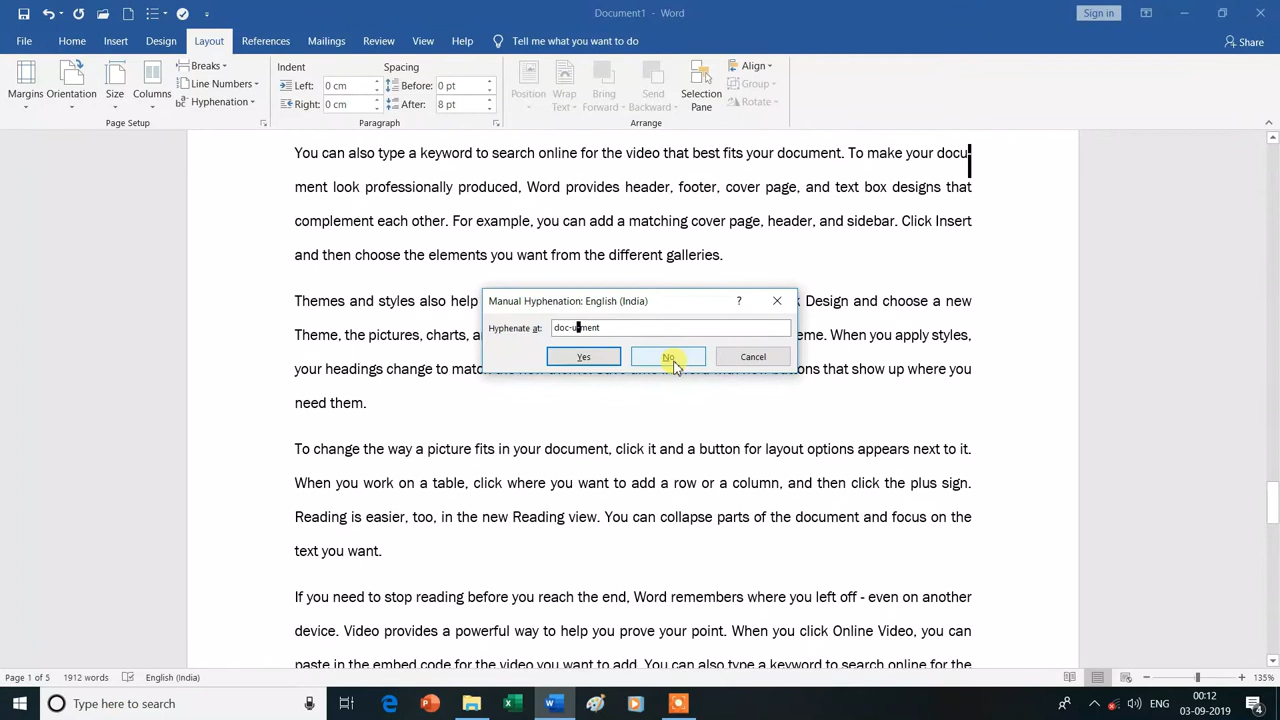 Document1 - Word
Sign in
File Home Insert Design Layout References Mailings Review View Help Tell me what you want to do Share
Margins Orientation Size Columns
Breaks
Line Numbers
Hyphenation
Page Setup
Indent Spacing
Left: 0 cm Before: 0 pt
Right: 0 cm After: 8 pt
Paragraph
Position Wrap Text Bring Forward Send Backward Selection Pane
Align
Group
Rotate
Arrange
You can also type a keyword to search online for the video that best fits your document. To make your docu-
ment look professionally produced, Word provides header, footer, cover page, and text box designs that
complement each other. For example, you can add a matching cover page, header, and sidebar. Click Insert
and then choose the elements you want from the different galleries.
Themes and styles also help Design and choose a new
Theme, the pictures, charts, When you apply styles,
your headings change to match that show up where you
need them.
Manual Hyphenation: English (India)
?
Hyphenate at: doc-u-ment
Yes No Cancel
To change the way a picture fits in your document, click it and a button for layout options appears next to it.
When you work on a table, click where you want to add a row or a column, and then click the plus sign.
Reading is easier, too, in the new Reading view. You can collapse parts of the document and focus on the
text you want.
If you need to stop reading before you reach the end, Word remembers where you left off - even on another
device. Video provides a powerful way to help you prove your point. When you click Online Video, you can
paste in the embed code for the video you want to add. You can also type a keyword to search online for the
Page 1 of 5 1912 words English (India) 135%
Type here to search
ENG
00:12
03-09-2019